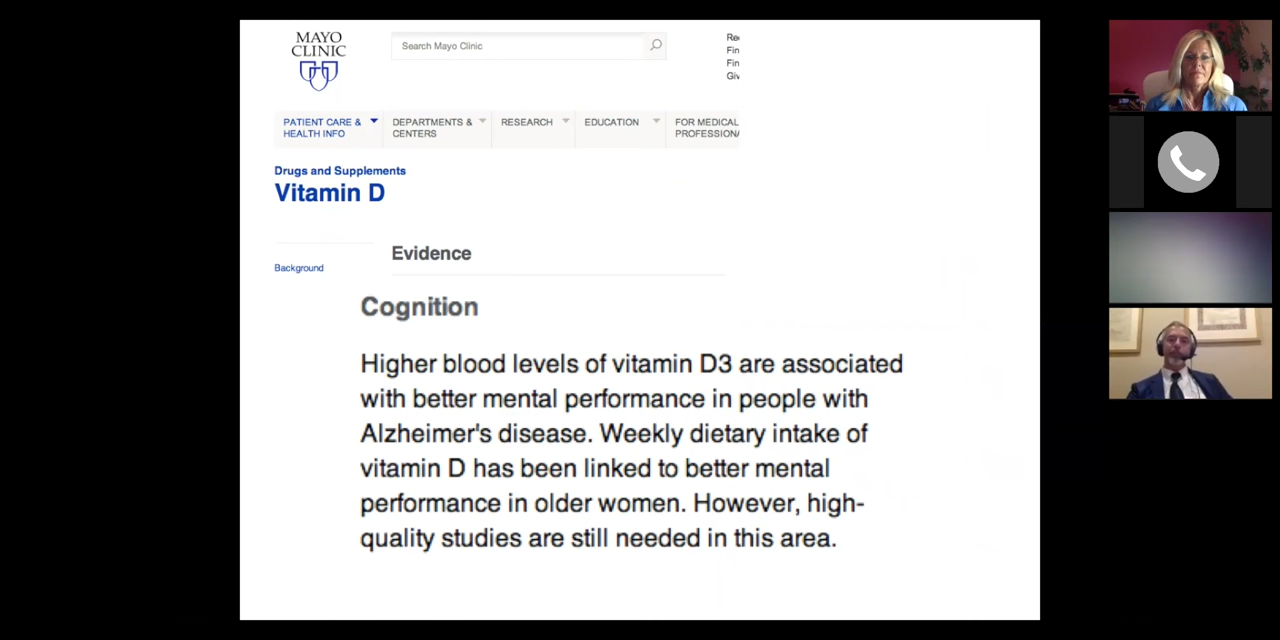 MAYO
CLINIC
Search Mayo Clinic
PATIENT CARE &
HEALTH INFO
DEPARTMENTS &
CENTERS
RESEARCH
EDUCATION
FOR MEDICAL
Drugs and Supplements
Vitamin D
Evidence
Background
Cognition
Higher blood levels of vitamin D3 are associated
with better mental performance in people with
Alzheimer's disease. Weekly dietary intake of
vitamin D has been linked to better mental
performance in older women. However, high-
quality studies are still needed in this area.